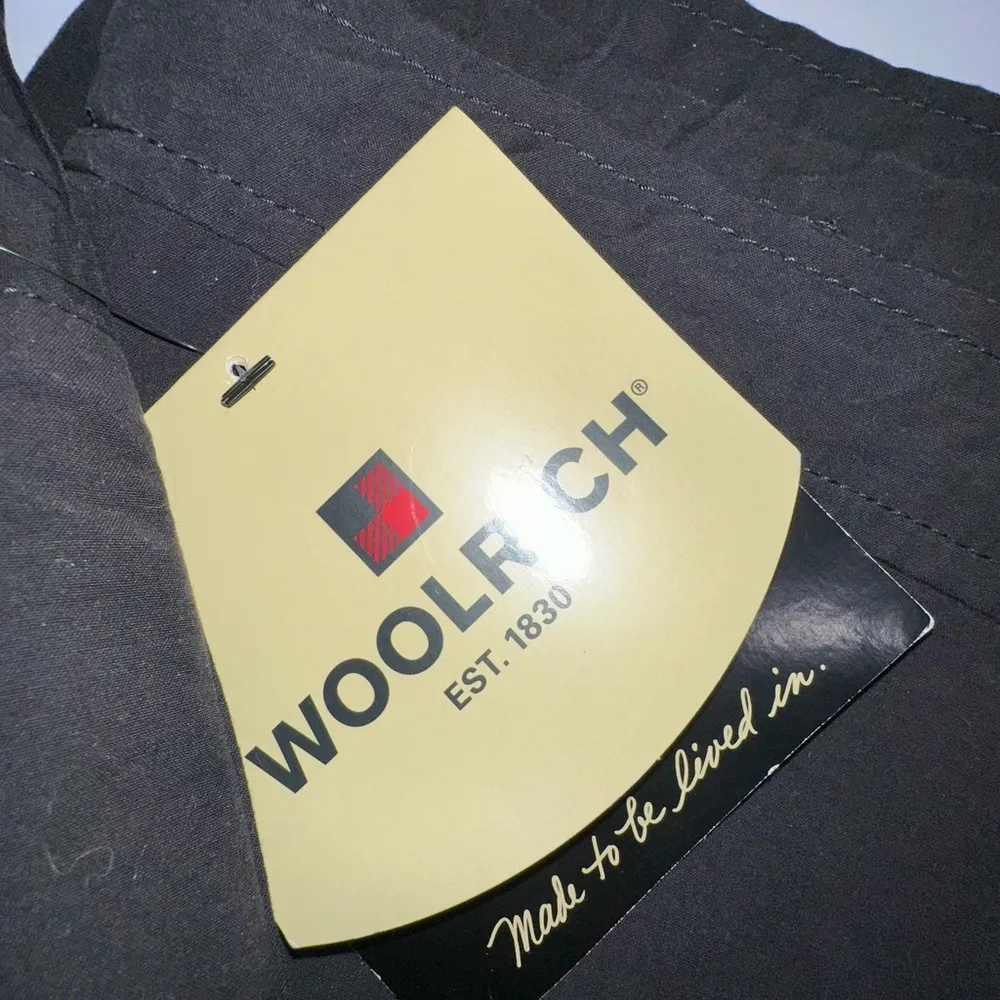 WOOLRICH®
EST. 1830
Made to be lived in.